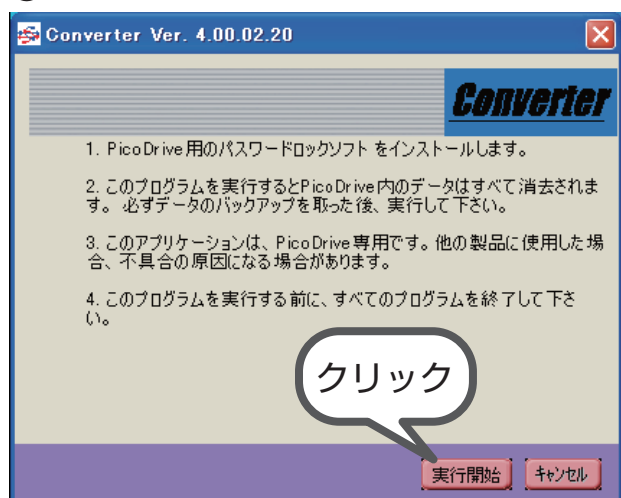 Converter Ver. 4.00.02.20
Converter
1. PicoDrive用のパスワードロックソフト をインストールします。
2. このプログラムを実行するとPicoDrive内のデータはすべて消去されま
す。 必ずデータのバックアップを取った後、実行して下さい。
3. このアプリケーションは、PicoDrive専用です。他の製品に使用した場
合、不具合の原因になる場合があります。
4. このプログラムを実行する前に、すべてのプログラムを終了して下さ
い。
クリック
実行開始
キャンセル